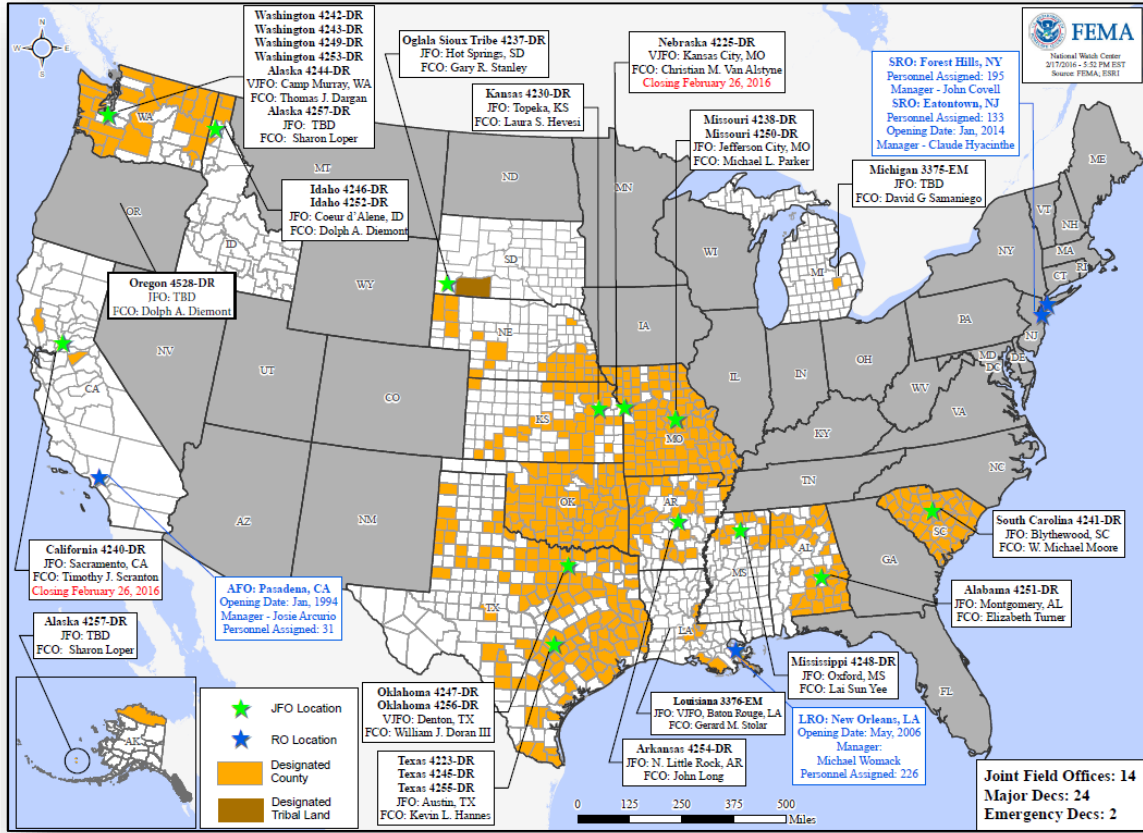 N
W
E
S
FEMA
National Watch Center
2/17/2016 - 5:52 PM EST
Source: FEMA; ESRI
Washington 4242-DR
Washington 4243-DR
Washington 4249-DR
Washington 4253-DR
Alaska 4244-DR
VJFO: Camp Murray, WA
FCO: Thomas J. Dargan
Alaska 4257-DR
JFO: TBD
FCO: Sharon Loper
Oglala Sioux Tribe 4237-DR
JFO: Hot Springs, SD
FCO: Gary R. Stanley
Nebraska 4225-DR
VJFO: Kansas City, MO
FCO: Christian M. Van Alstyne
Closing February 26, 2016
Kansas 4230-DR
JFO: Topeka, KS
FCO: Laura S. Hevesi
Missouri 4238-DR
Missouri 4250-DR
JFO: Jefferson City, MO
FCO: Michael L. Parker
SRO: Forest Hills, NY
Personnel Assigned: 195
Manager - John Covell
SRO: Eatontown, NJ
Personnel Assigned: 133
Opening Date: Jan, 2014
Manager - Claude Hyacinthe
Michigan 3375-EM
JFO: TBD
FCO: David G Samaniego
Idaho 4246-DR
Idaho 4252-DR
JFO: Coeur d'Alene, ID
FCO: Dolph A. Diemont
Oregon 4528-DR
JFO: TBD
FCO: Dolph A. Diemont
WA
MT
ND
MN
ME
OR
ID
SD
WI
MI
VT
NH
NY
MA
CT
RI
WY
NE
IA
PA
NJ
NV
UT
CO
KS
MO
IL
IN
OH
MD
DE
DC
WV
VA
KY
CA
AZ
NM
OK
AR
TN
NC
SC
TX
LA
MS
AL
GA
FL
AK
California 4240-DR
JFO: Sacramento, CA
FCO: Timothy J. Scranton
Closing February 26, 2016
AFO: Pasadena, CA
Opening Date: Jan, 1994
Manager - Josie Arcurio
Personnel Assigned: 31
Alaska 4257-DR
JFO: TBD
FCO: Sharon Loper
South Carolina 4241-DR
JFO: Blythewood, SC
FCO: W. Michael Moore
Alabama 4251-DR
JFO: Montgomery, AL
FCO: Elizabeth Turner
Mississippi 4248-DR
JFO: Oxford, MS
FCO: Lai Sun Yee
Oklahoma 4247-DR
Oklahoma 4256-DR
VJFO: Denton, TX
FCO: William J. Doran III
Louisiana 3376-EM
JFO: VJFO, Baton Rouge, LA
FCO: Gerard M. Stolar
LRO: New Orleans, LA
Opening Date: May, 2006
Manager:
Michael Womack
Personnel Assigned: 226
Arkansas 4254-DR
JFO: N. Little Rock, AR
FCO: John Long
Texas 4223-DR
Texas 4245-DR
Texas 4255-DR
JFO: Austin, TX
FCO: Kevin L. Hannes
JFO Location
RO Location
Designated
County
Designated
Tribal Land
0 125 250 375 500
Miles
Joint Field Offices: 14
Major Decs: 24
Emergency Decs: 2